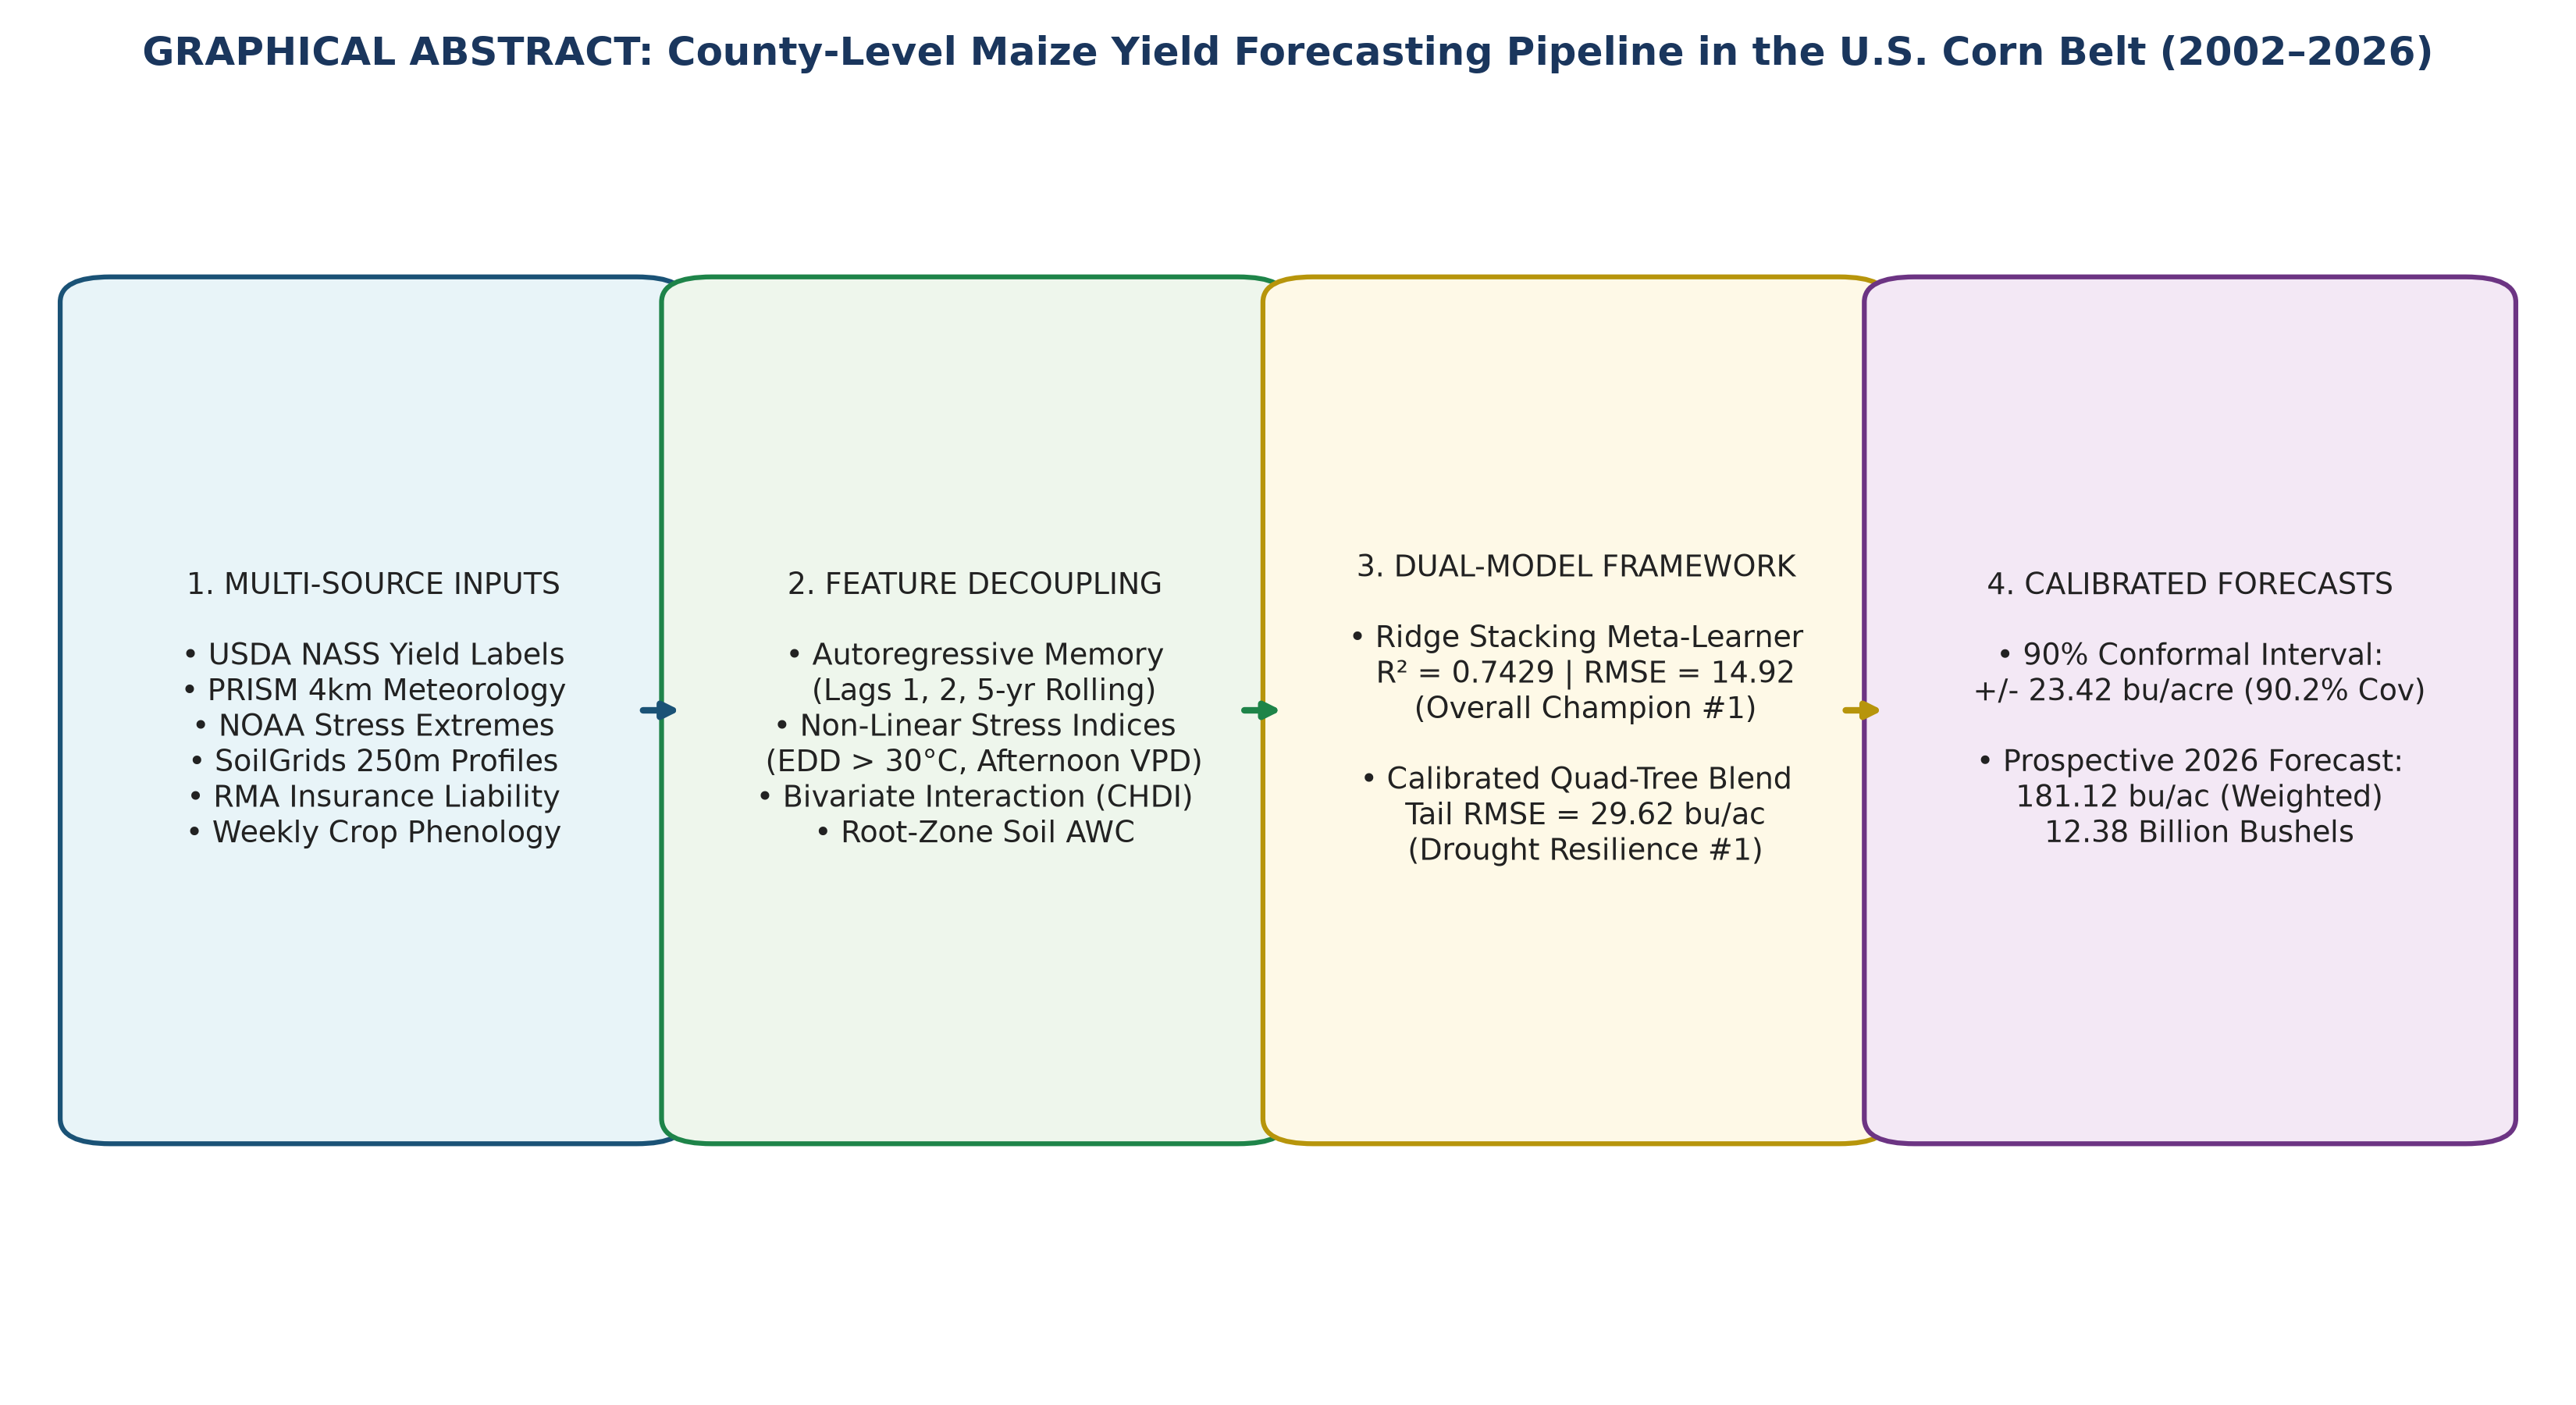 GRAPHICAL ABSTRACT: County-Level Maize Yield Forecasting Pipeline in the U.S. Corn Belt (2002–2026)
1. MULTI-SOURCE INPUTS
• USDA NASS Yield Labels
• PRISM 4km Meteorology
• NOAA Stress Extremes
• SoilGrids 250m Profiles
• RMA Insurance Liability
• Weekly Crop Phenology
2. FEATURE DECOUPLING
• Autoregressive Memory
(Lags 1, 2, 5-yr Rolling)
• Non-Linear Stress Indices
(EDD > 30°C, Afternoon VPD)
• Bivariate Interaction (CHDI)
• Root-Zone Soil AWC
3. DUAL-MODEL FRAMEWORK
• Ridge Stacking Meta-Learner
R² = 0.7429 | RMSE = 14.92
(Overall Champion #1)
• Calibrated Quad-Tree Blend
Tail RMSE = 29.62 bu/ac
(Drought Resilience #1)
4. CALIBRATED FORECASTS
• 90% Conformal Interval:
+/- 23.42 bu/acre (90.2% Cov)
• Prospective 2026 Forecast:
181.12 bu/ac (Weighted)
12.38 Billion Bushels